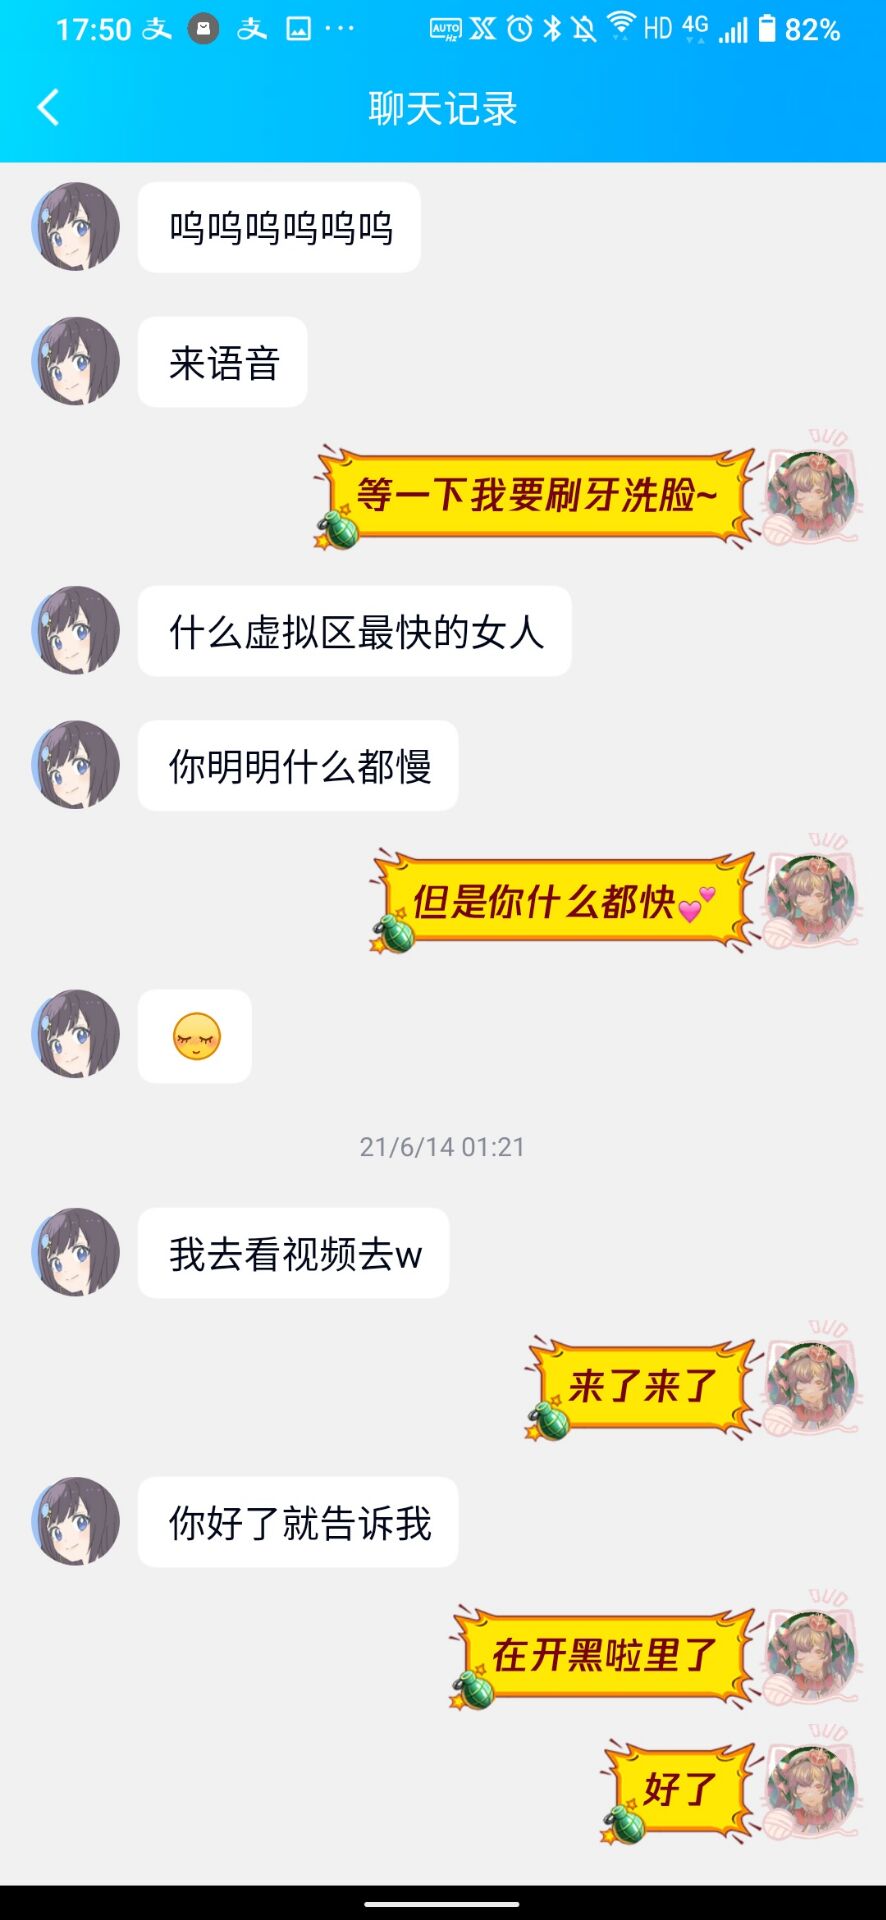 17:50 支 支 ··· AUTO Hz HD 4G 82%
聊天记录
呜呜呜呜呜呜
来语音
等一下我要刷牙洗脸~
什么虚拟区最快的女人
你明明什么都慢
但是你什么都快💕
21/6/14 01:21
我去看视频去w
来了来了
你好了就告诉我
在开黑啦里了
好了